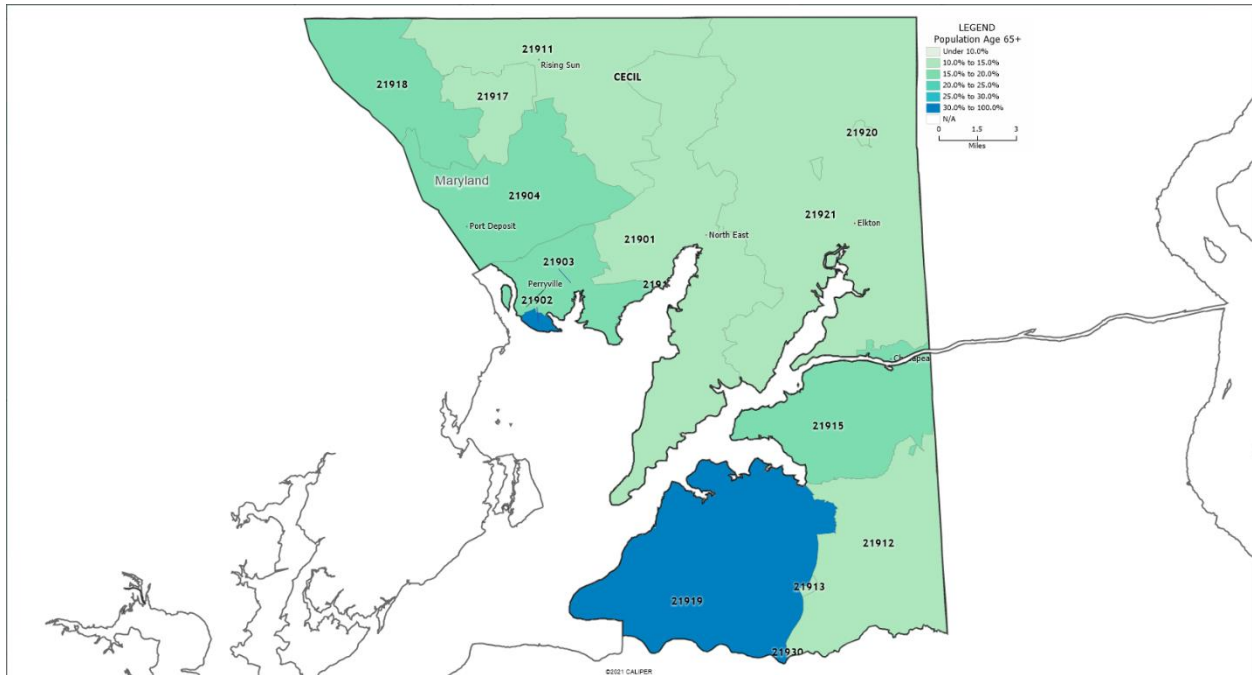 LEGEND
Population Age 65+
Under 10.0%
10.0% to 15.0%
15.0% to 20.0%
20.0% to 25.0%
25.0% to 30.0%
30.0% to 100.0%
N/A
0 1.5 3
Miles
21911
Rising Sun
CECIL
21918
21917
21920
Maryland
21904
21921
Port Deposit
Elkton
21901
North East
21903
Perryville
21902
21915
21912
21913
21919
21930
©2021 CALIPER